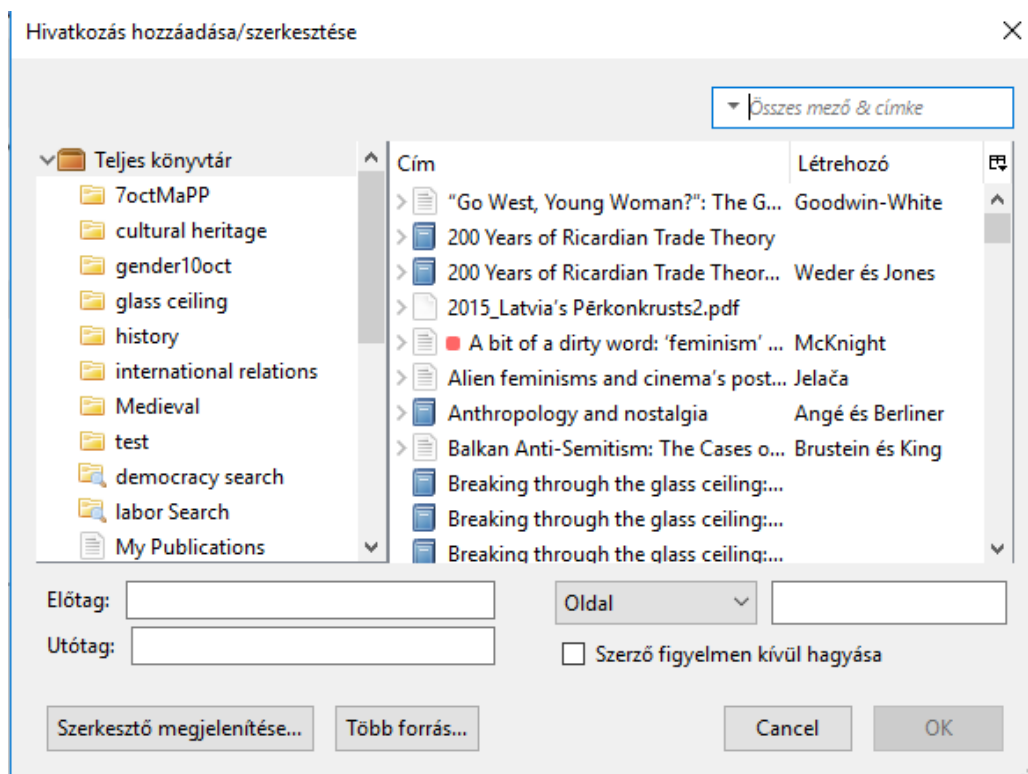 Hivatkozás hozzáadása/szerkesztése
Összes mező & címke
Teljes könyvtár
7octMaPP
cultural heritage
gender10oct
glass ceiling
history
international relations
Medieval
test
democracy search
labor Search
My Publications
Cím Létrehozó
“Go West, Young Woman?”: The G... Goodwin-White
200 Years of Ricardian Trade Theory
200 Years of Ricardian Trade Theor... Weder és Jones
2015_Latvia’s Pērkonkrusts2.pdf
A bit of a dirty word: ‘feminism’ ... McKnight
Alien feminisms and cinema’s post... Jelača
Anthropology and nostalgia Angé és Berliner
Balkan Anti-Semitism: The Cases o... Brustein és King
Breaking through the glass ceiling:...
Breaking through the glass ceiling:...
Breaking through the glass ceiling:...
Előtag: Oldal
Utótag: Szerző figyelmen kívül hagyása
Szerkesztő megjelenítése... Több forrás... Cancel OK